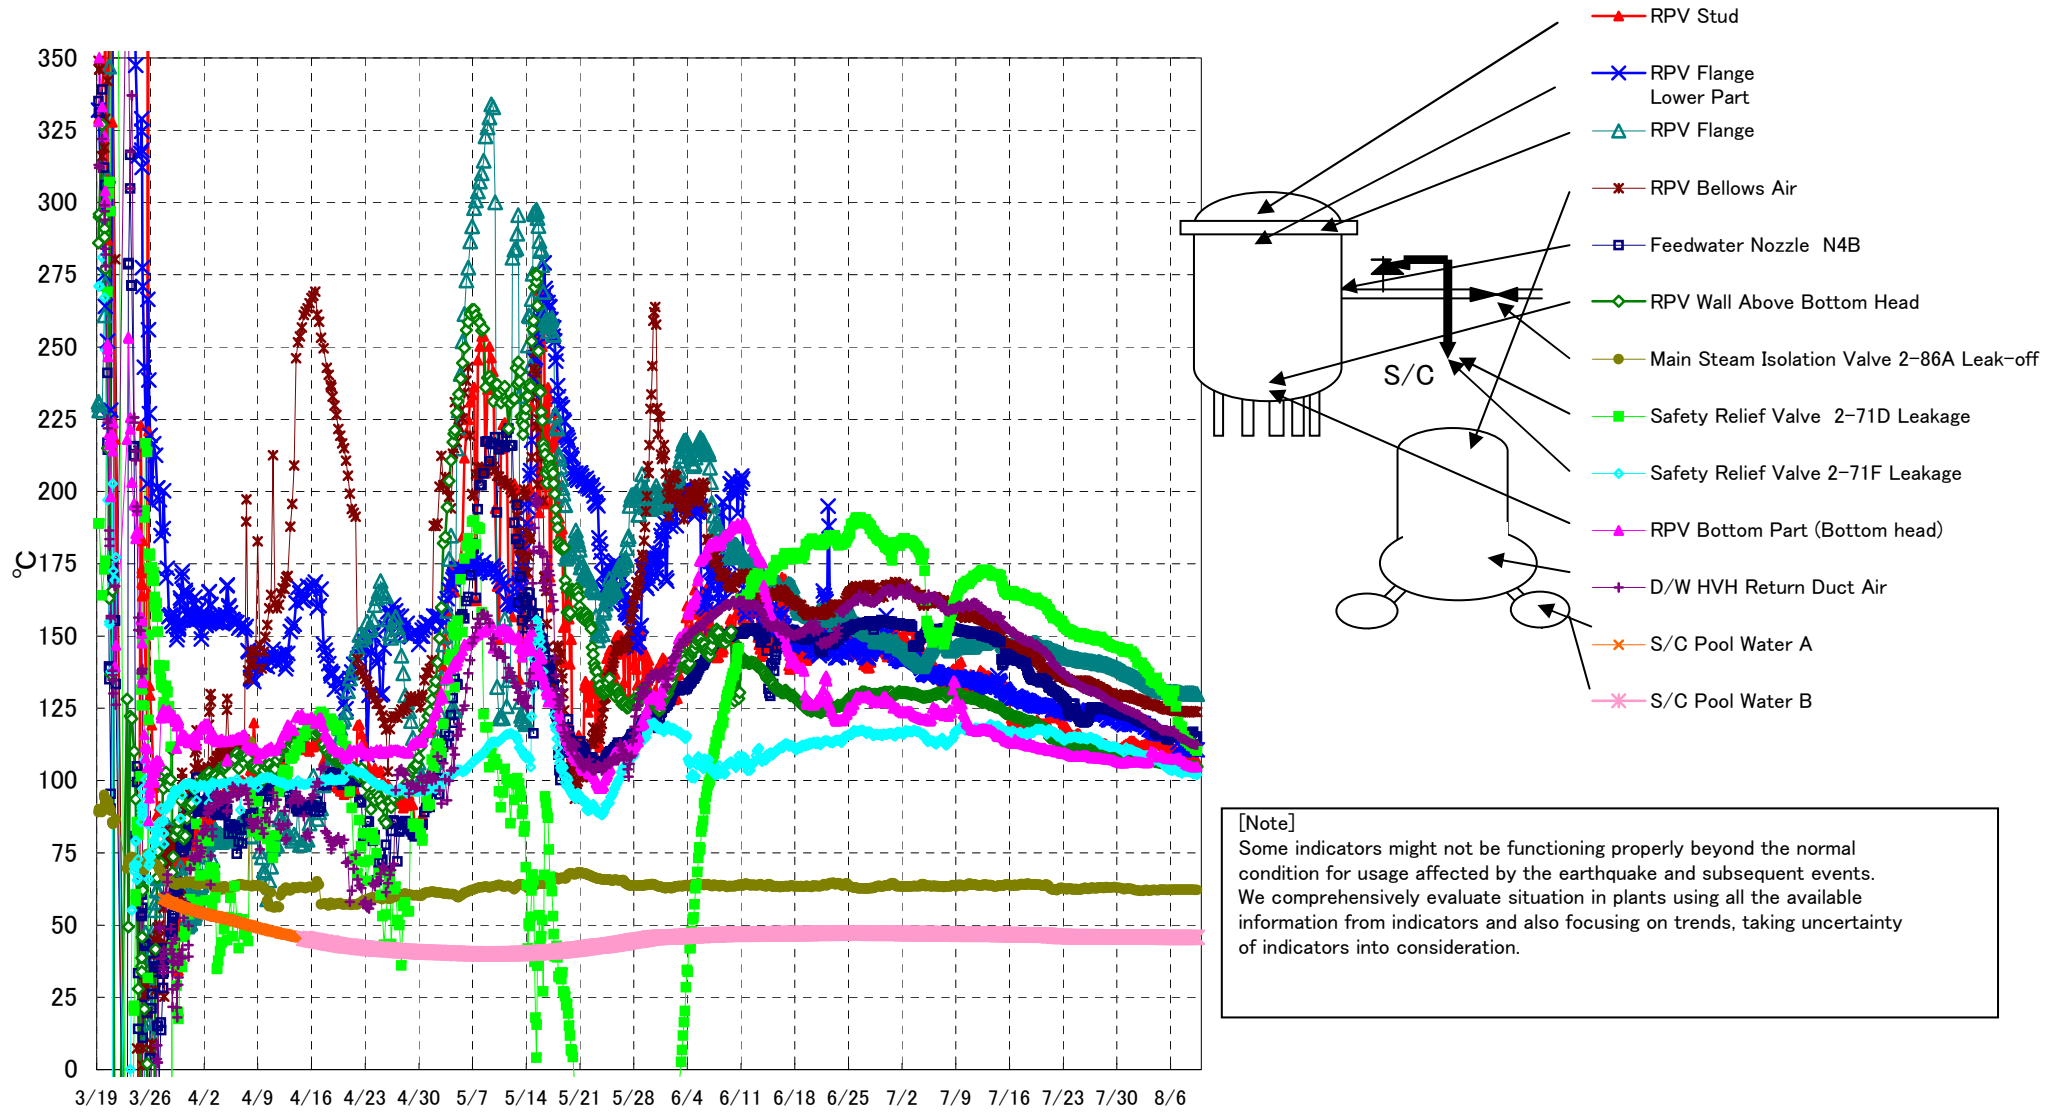 350
325
300
275
250
225
200
175
150
125
100
75
50
25
0
℃
3/19 3/26 4/2 4/9 4/16 4/23 4/30 5/7 5/14 5/21 5/28 6/4 6/11 6/18 6/25 7/2 7/9 7/16 7/23 7/30 8/6
RPV Stud
RPV Flange
Lower Part
RPV Flange
RPV Bellows Air
Feedwater Nozzle N4B
RPV Wall Above Bottom Head
Main Steam Isolation Valve 2-86A Leak-off
Safety Relief Valve 2-71D Leakage
Safety Relief Valve 2-71F Leakage
RPV Bottom Part (Bottom head)
D/W HVH Return Duct Air
S/C Pool Water A
S/C Pool Water B
S/C
[Note]
Some indicators might not be functioning properly beyond the normal
condition for usage affected by the earthquake and subsequent events.
We comprehensively evaluate situation in plants using all the available
information from indicators and also focusing on trends, taking uncertainty
of indicators into consideration.